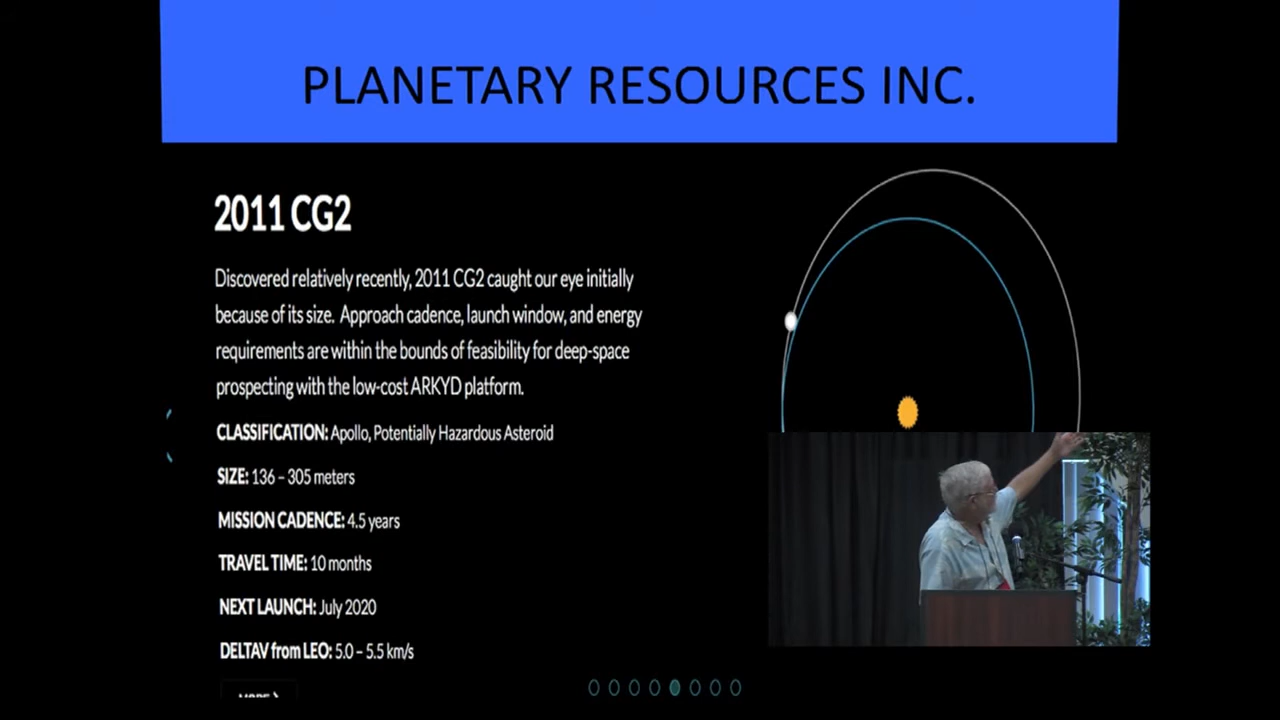 PLANETARY RESOURCES INC.
2011 CG2
Discovered relatively recently, 2011 CG2 caught our eye initially
because of its size. Approach cadence, launch window, and energy
requirements are within the bounds of feasibility for deep-space
prospecting with the low-cost ARKYD platform.
CLASSIFICATION: Apollo, Potentially Hazardous Asteroid
SIZE: 136 – 305 meters
MISSION CADENCE: 4.5 years
TRAVEL TIME: 10 months
NEXT LAUNCH: July 2020
DELTAV from LEO: 5.0 – 5.5 km/s
MORE